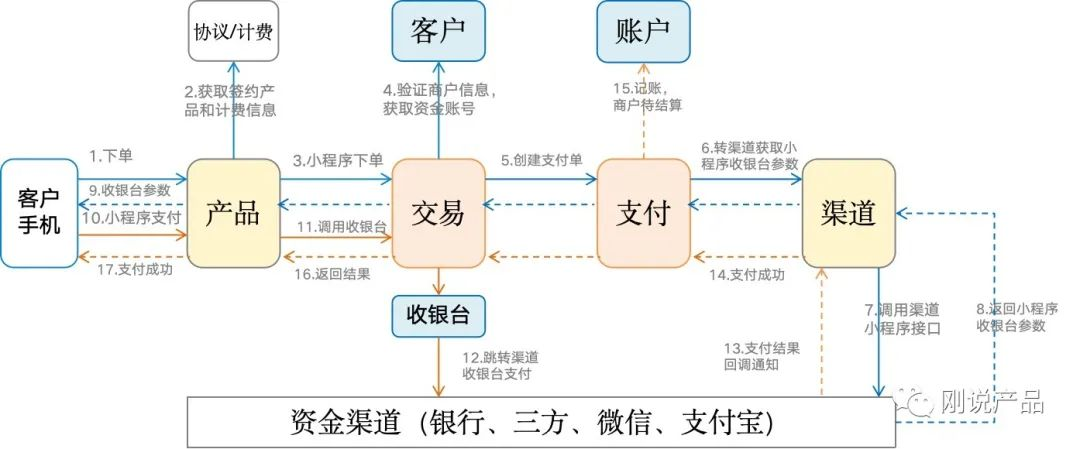 协议/计费
客户
账户
2.获取签约产
品和计费信息
4.验证商户信息，
获取资金账号
15.记账，
商户待结算
1.下单
3.小程序下单
5.创建支付单
6.转渠道获取小
程序收银台参数
客户
手机
9.收银台参数
10.小程序支付
产品
11.调用收银台
交易
支付
渠道
17.支付成功
16.返回结果
14.支付成功
收银台
7.调用渠道
小程序接口
8.返回小程序
收银台参数
12.跳转渠道
收银台支付
13.支付结果
回调通知
刚说产品
资金渠道（银行、三方、微信、支付宝）